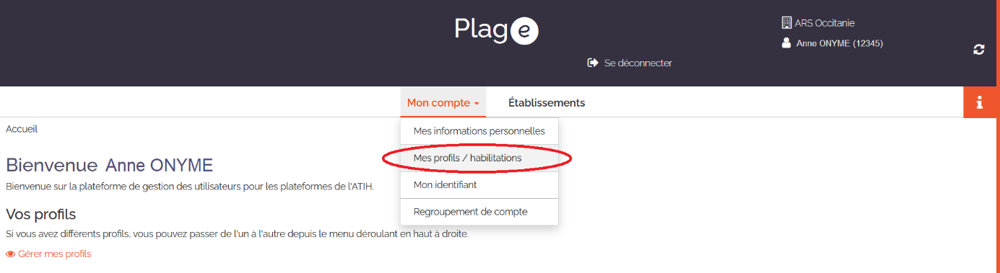 Plage
ARS Occitanie
Anne ONYME (12345)
Se déconnecter
Mon compte
Établissements
i
Accueil
Mes informations personnelles
Mes profils / habilitations
Mon identifiant
Regroupement de compte
Bienvenue Anne ONYME
Bienvenue sur la plateforme de gestion des utilisateurs pour les plateformes de l'ATIH.
Vos profils
Si vous avez différents profils, vous pouvez passer de l'un à l'autre depuis le menu déroulant en haut à droite.
Gérer mes profils